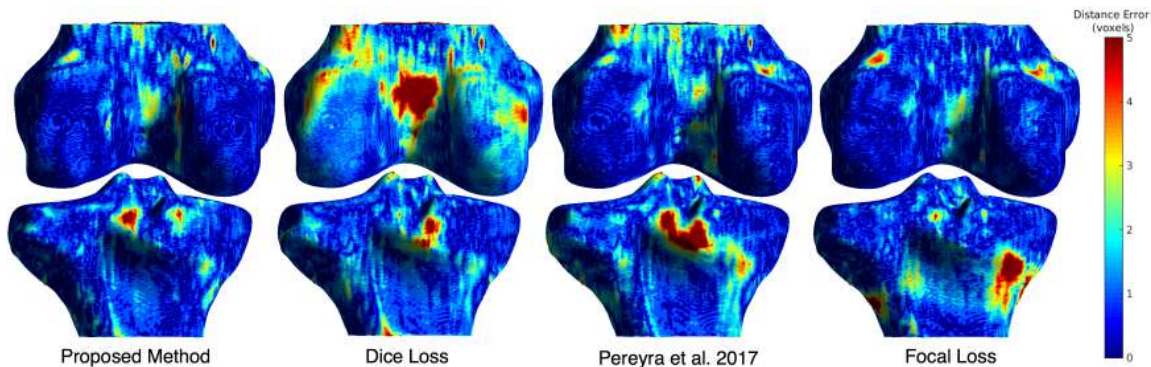 Distance Error
(voxels)
5
4
3
2
1
0
Proposed Method
Dice Loss
Pereyra et al. 2017
Focal Loss